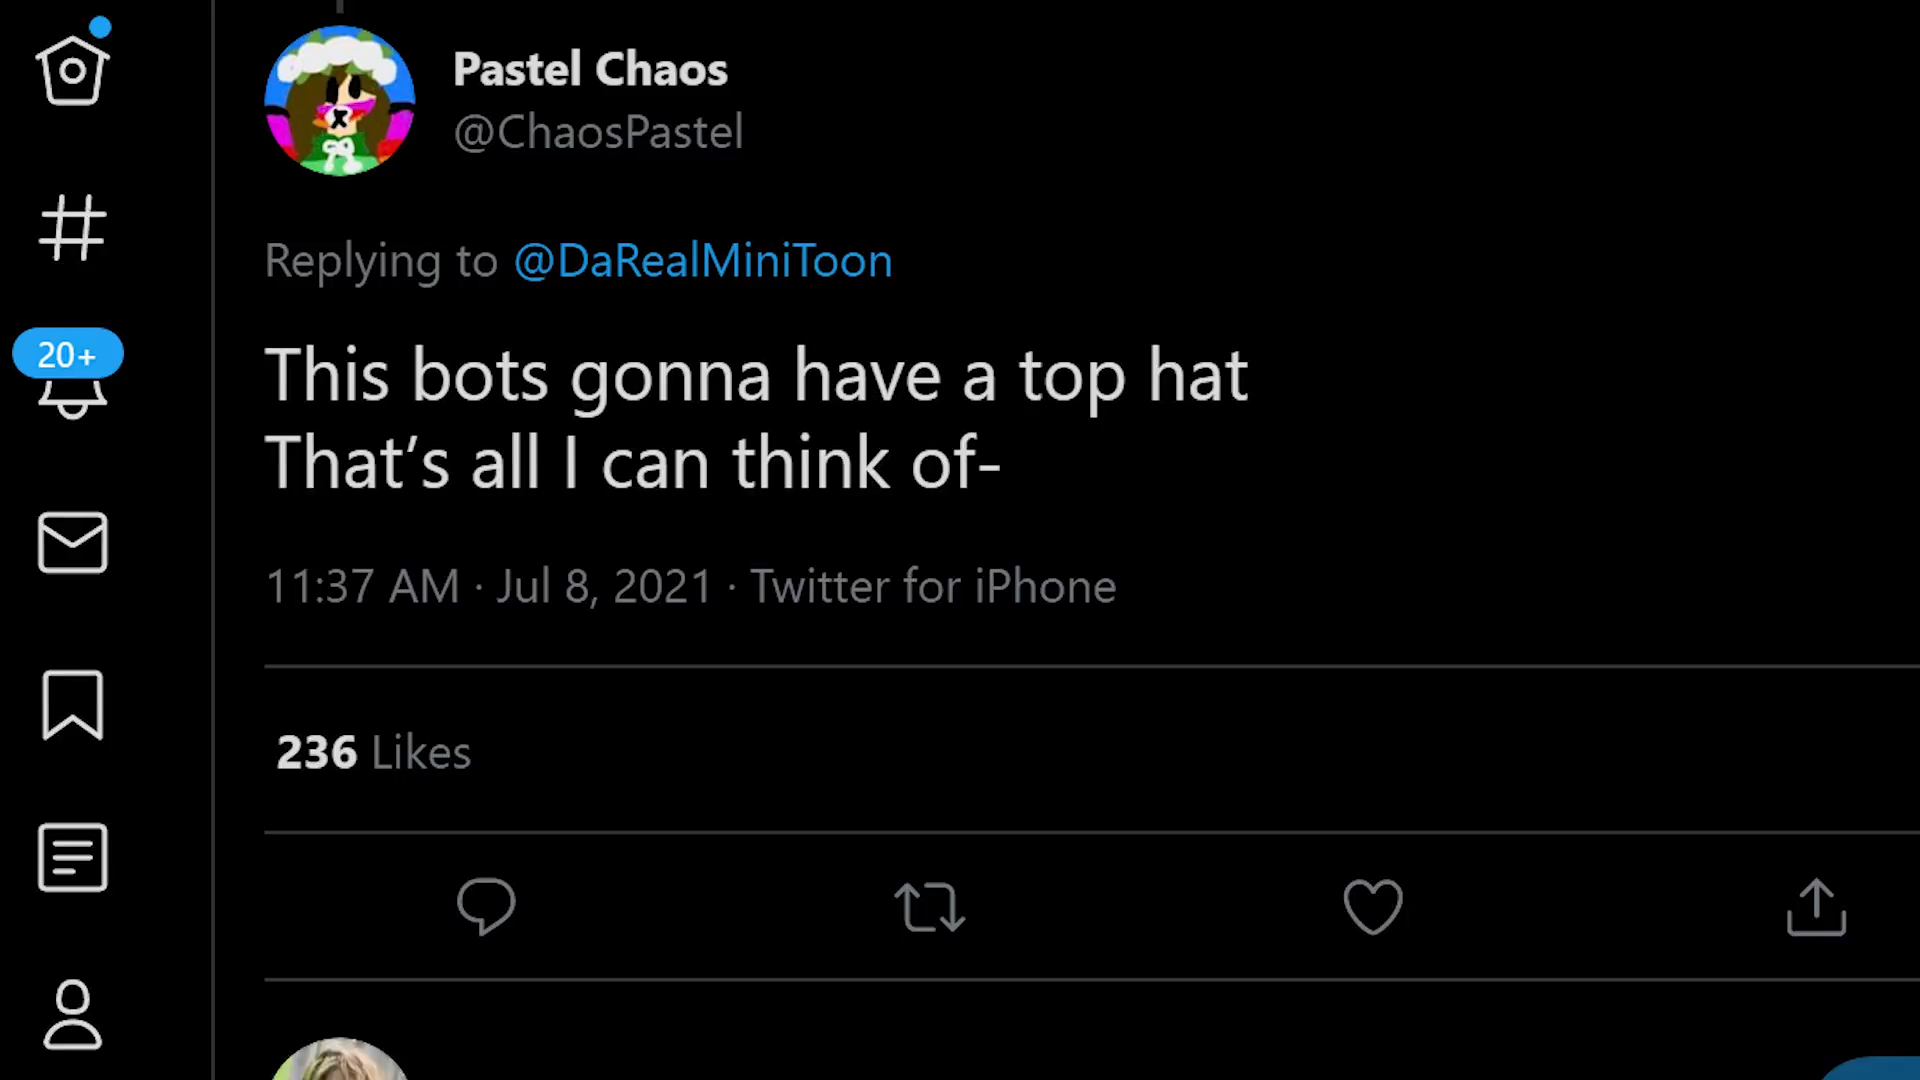 Pastel Chaos
@ChaosPastel
Replying to @DaRealMiniToon
20+
This bots gonna have a top hat
That’s all I can think of-
11:37 AM · Jul 8, 2021 · Twitter for iPhone
236 Likes